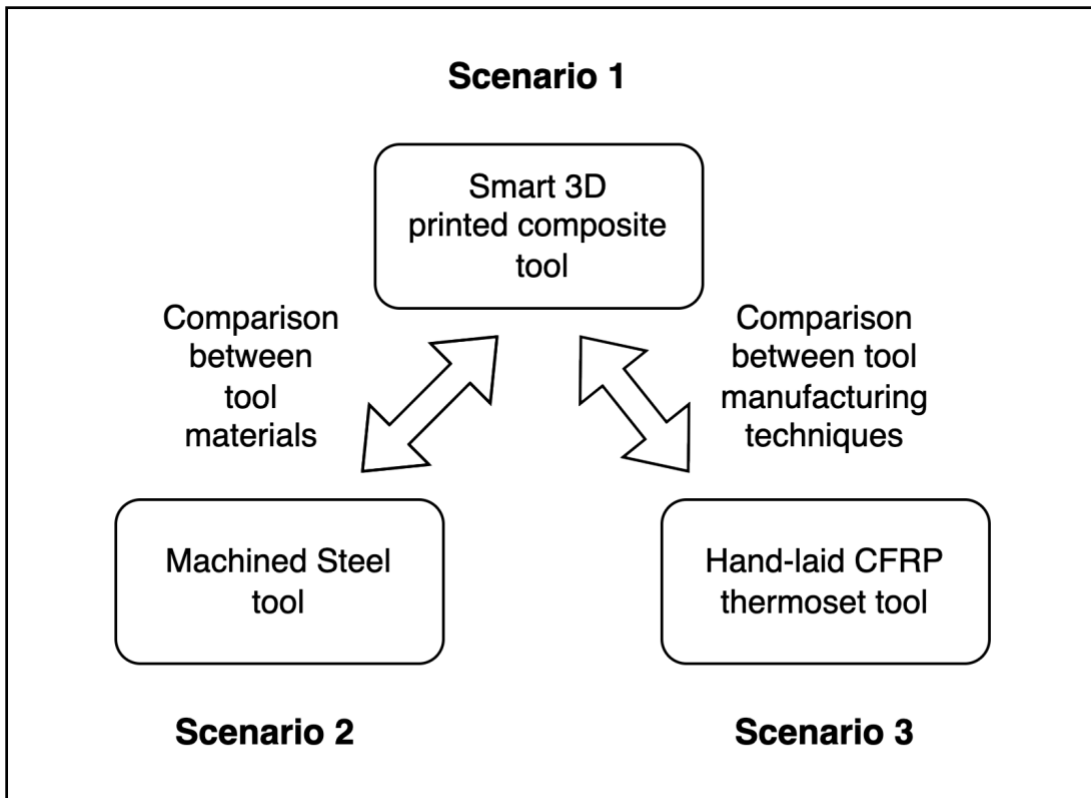 Scenario 1
Smart 3D
printed composite
tool
Comparison
between
tool
materials
Comparison
between tool
manufacturing
techniques
Machined Steel
tool
Hand-laid CFRP
thermoset tool
Scenario 2
Scenario 3